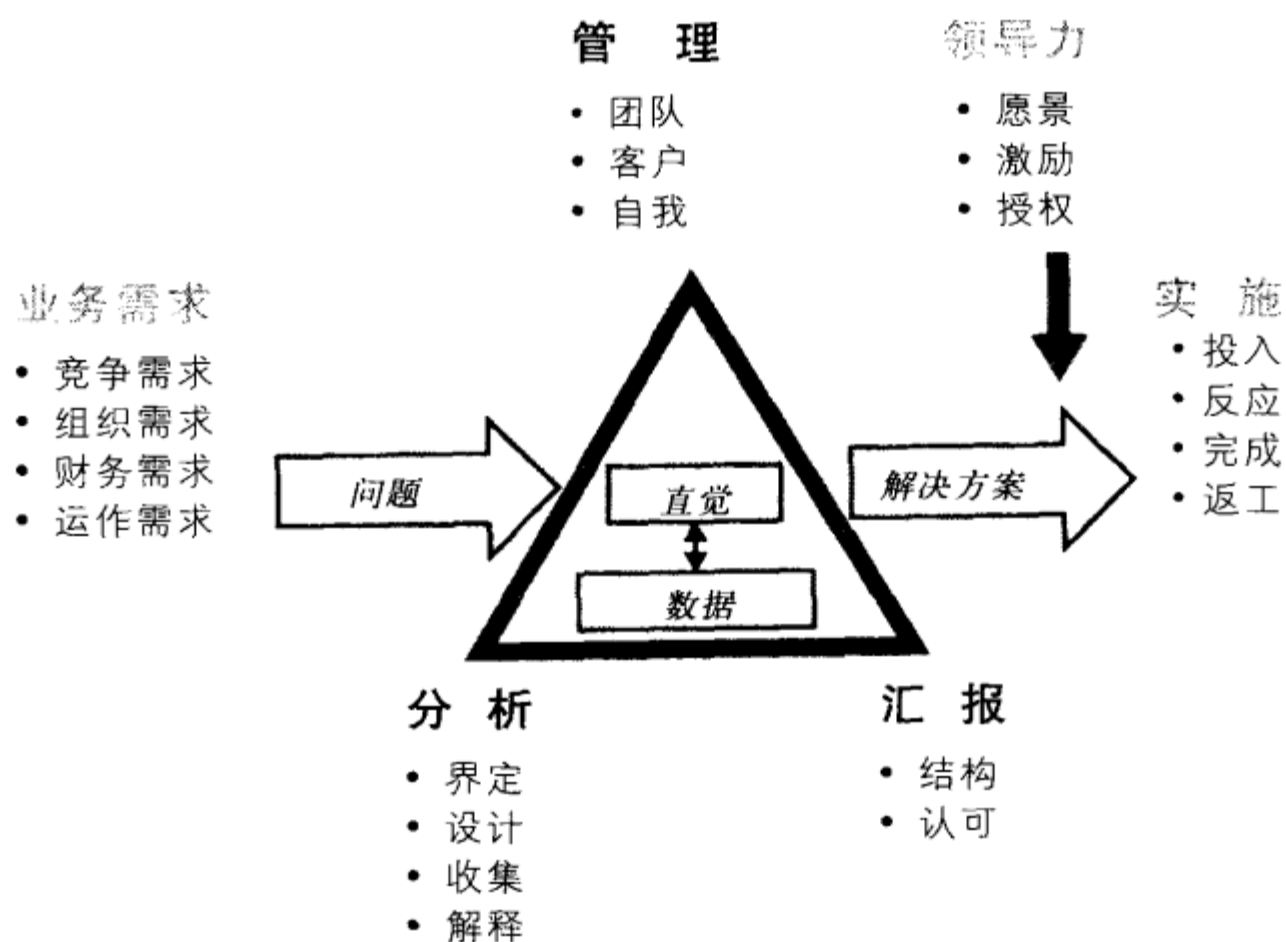 管 理
• 团队
• 客户
• 自我
领导力
• 愿景
• 激励
• 授权
业务需求
• 竞争需求
• 组织需求
• 财务需求
• 运作需求
问题
直觉
数据
解决方案
实 施
• 投入
• 反应
• 完成
• 返工
分 析
• 界定
• 设计
• 收集
• 解释
汇 报
• 结构
• 认可